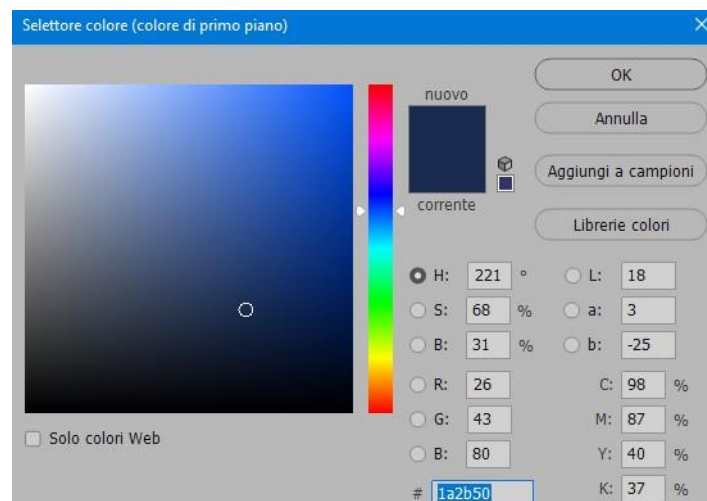 Selettore colore (colore di primo piano)
nuovo
corrente
OK
Annulla
Aggiungi a campioni
Librerie colori
H: 221 °
S: 68 %
B: 31 %
R: 26
G: 43
B: 80
# 1a2b50
L: 18
a: 3
b: -25
C: 98 %
M: 87 %
Y: 40 %
K: 37 %
Solo colori Web